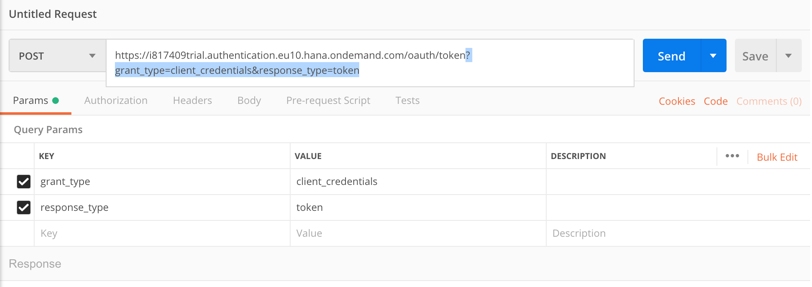 Untitled Request
POST
https://i817409trial.authentication.eu10.hana.ondemand.com/oauth/token?
grant_type=client_credentials&response_type=token
Send
Save
Params Authorization Headers Body Pre-request Script Tests Cookies Code Comments (0)
Query Params
KEY VALUE DESCRIPTION ••• Bulk Edit
grant_type client_credentials
response_type token
Key Value Description
Response